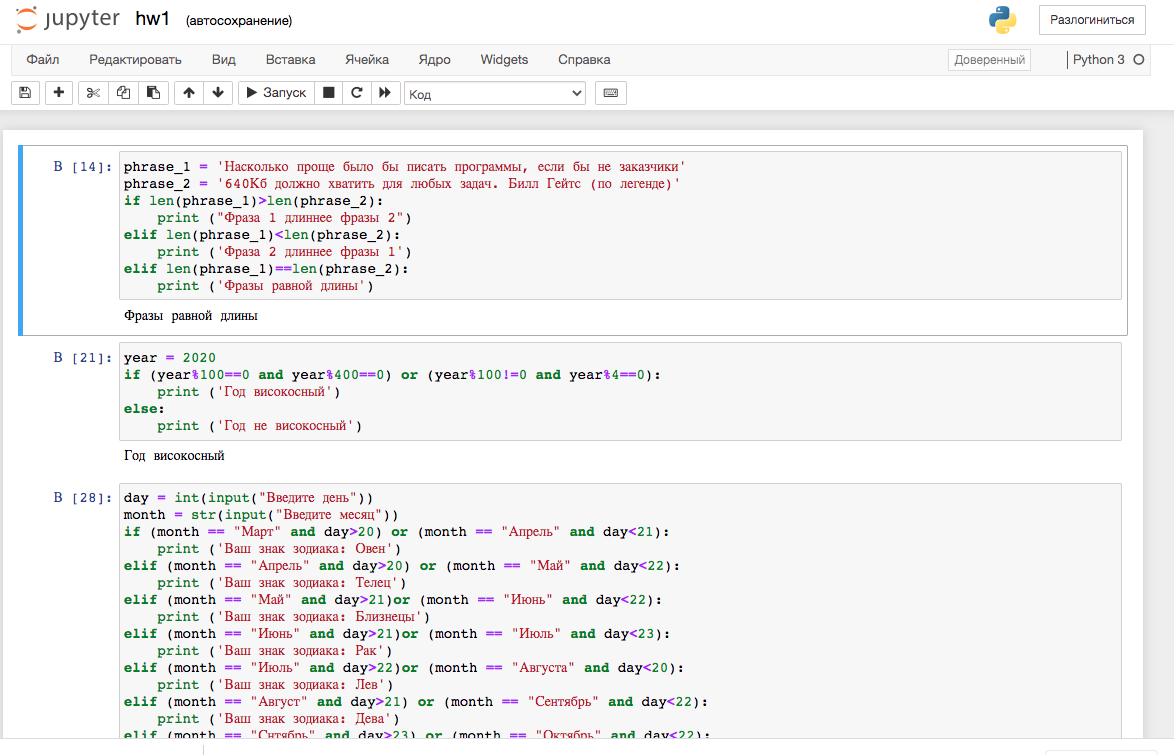 jupyter hw1 (автосохранение)
Разлогиниться
Файл Редактировать Вид Вставка Ячейка Ядро Widgets Справка Доверенный Python 3
Запуск Код
В [14]: phrase_1 = 'Насколько проще было бы писать программы, если бы не заказчики'
phrase_2 = '640Кб должно хватить для любых задач. Билл Гейтс (по легенде)'
if len(phrase_1)>len(phrase_2):
    print ("Фраза 1 длиннее фразы 2")
elif len(phrase_1)<len(phrase_2):
    print ('Фраза 2 длиннее фразы 1')
elif len(phrase_1)==len(phrase_2):
    print ('Фразы равной длины')
Фразы равной длины
В [21]: year = 2020
if (year%100==0 and year%400==0) or (year%100!=0 and year%4==0):
    print ('Год високосный')
else:
    print ('Год не високосный')
Год високосный
В [28]: day = int(input("Введите день"))
month = str(input("Введите месяц"))
if (month == "Март" and day>20) or (month == "Апрель" and day<21):
    print ('Ваш знак зодиака: Овен')
elif (month == "Апрель" and day>20) or (month == "Май" and day<22):
    print ('Ваш знак зодиака: Телец')
elif (month == "Май" and day>21)or (month == "Июнь" and day<22):
    print ('Ваш знак зодиака: Близнецы')
elif (month == "Июнь" and day>21)or (month == "Июль" and day<23):
    print ('Ваш знак зодиака: Рак')
elif (month == "Июль" and day>22)or (month == "Августа" and day<20):
    print ('Ваш знак зодиака: Лев')
elif (month == "Август" and day>21) or (month == "Сентябрь" and day<22):
    print ('Ваш знак зодиака: Дева')
elif (month == "Снтябрь" and day>23) or (month == "Октябрь" and day<22):